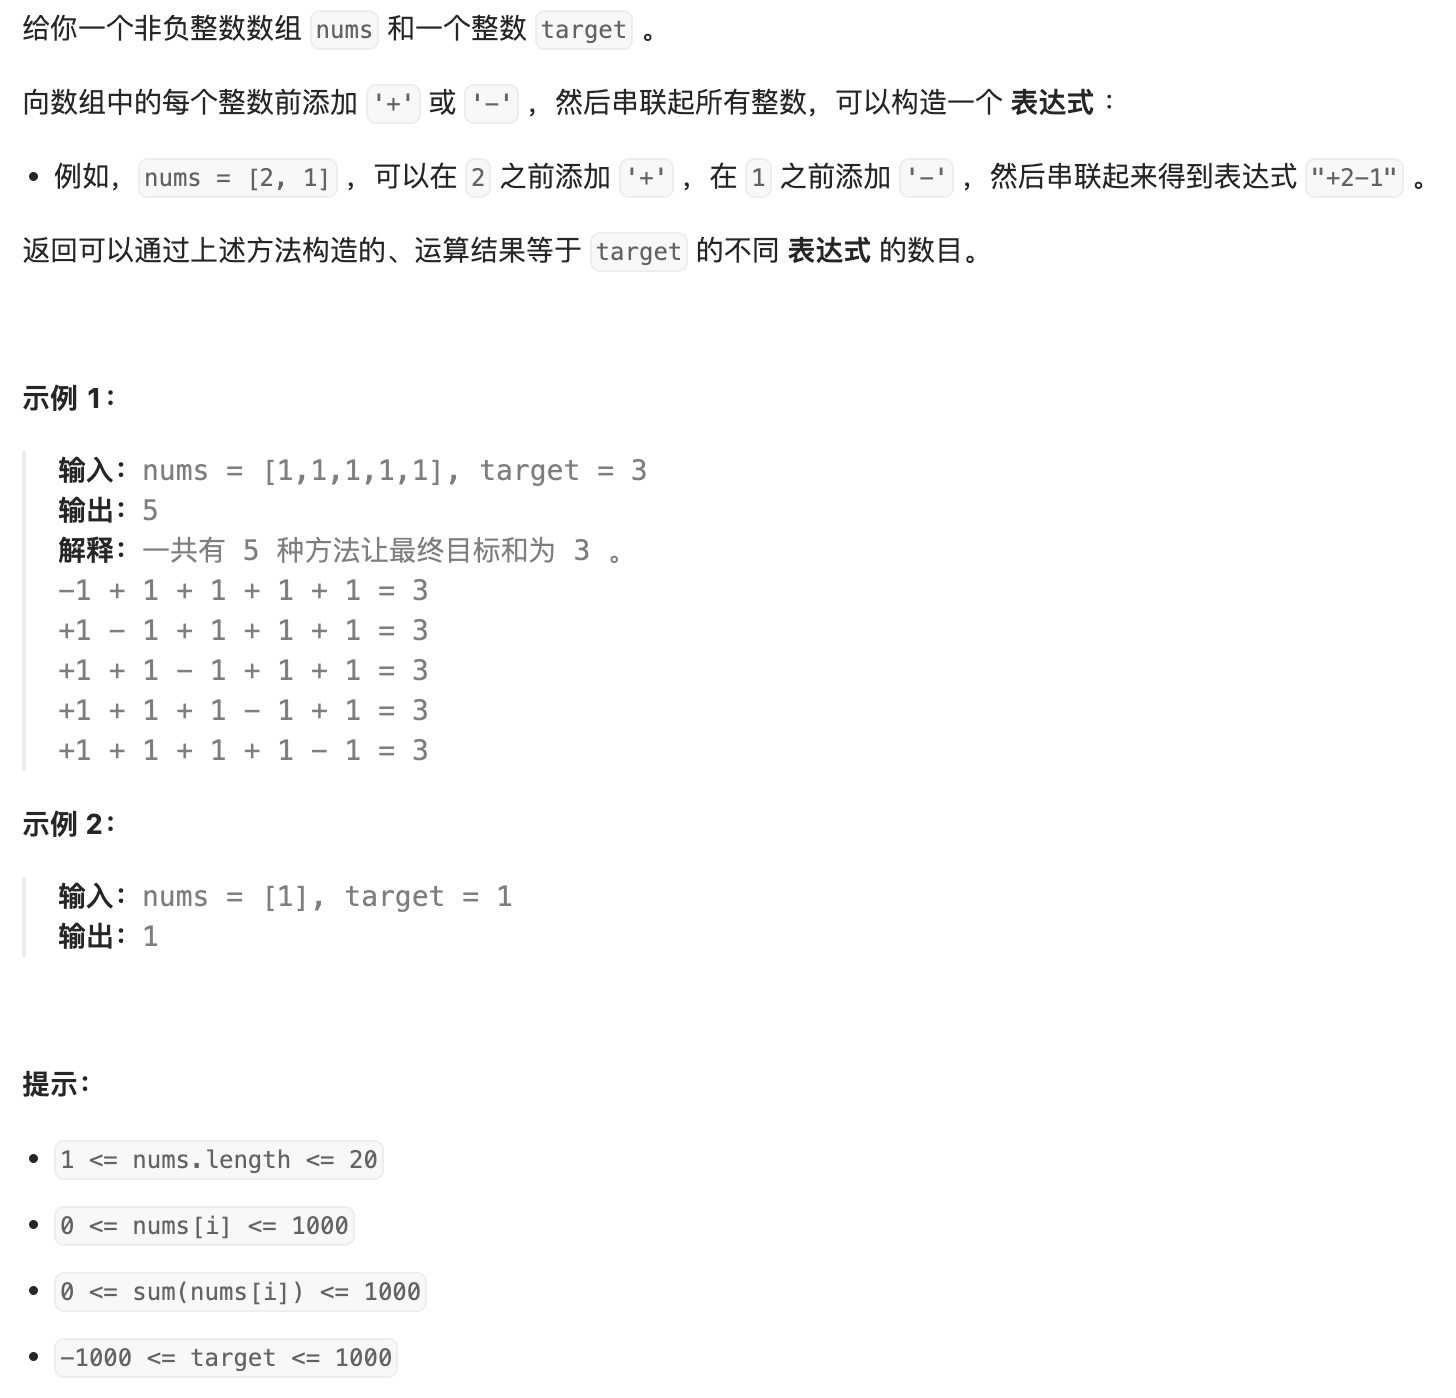 给你一个非负整数数组 nums 和一个整数 target 。
向数组中的每个整数前添加 '+' 或 '-' ，然后串联起所有整数，可以构造一个 表达式 ：
• 例如，nums = [2, 1] ，可以在 2 之前添加 '+' ，在 1 之前添加 '-' ，然后串联起来得到表达式 "+2-1" 。
返回可以通过上述方法构造的、运算结果等于 target 的不同 表达式 的数目。
示例 1：
输入：nums = [1,1,1,1,1], target = 3
输出：5
解释：一共有 5 种方法让最终目标和为 3 。
-1 + 1 + 1 + 1 + 1 = 3
+1 - 1 + 1 + 1 + 1 = 3
+1 + 1 - 1 + 1 + 1 = 3
+1 + 1 + 1 - 1 + 1 = 3
+1 + 1 + 1 + 1 - 1 = 3
示例 2：
输入：nums = [1], target = 1
输出：1
提示：
• 1 <= nums.length <= 20
• 0 <= nums[i] <= 1000
• 0 <= sum(nums[i]) <= 1000
• -1000 <= target <= 1000